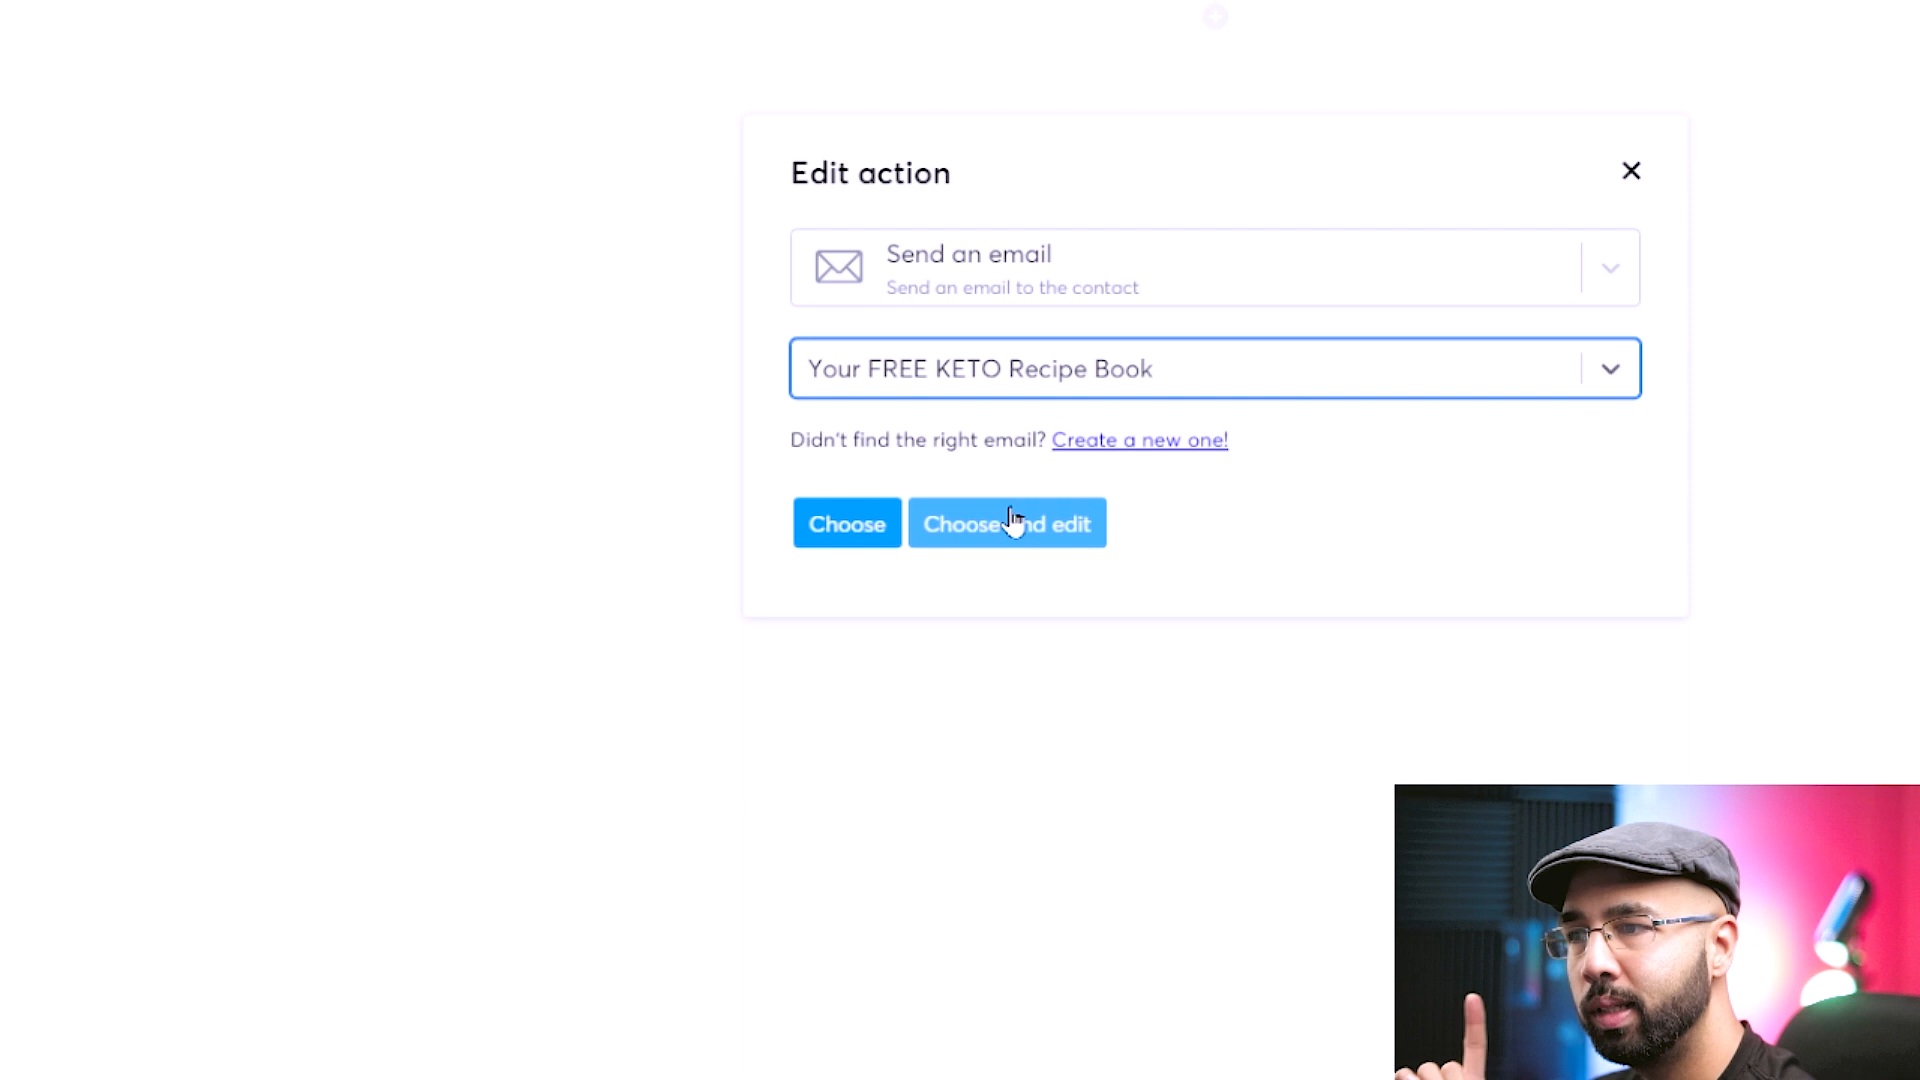 Edit action
Send an email
Send an email to the contact
Your FREE KETO Recipe Book
Didn't find the right email? Create a new one!
Choose
Choose and edit